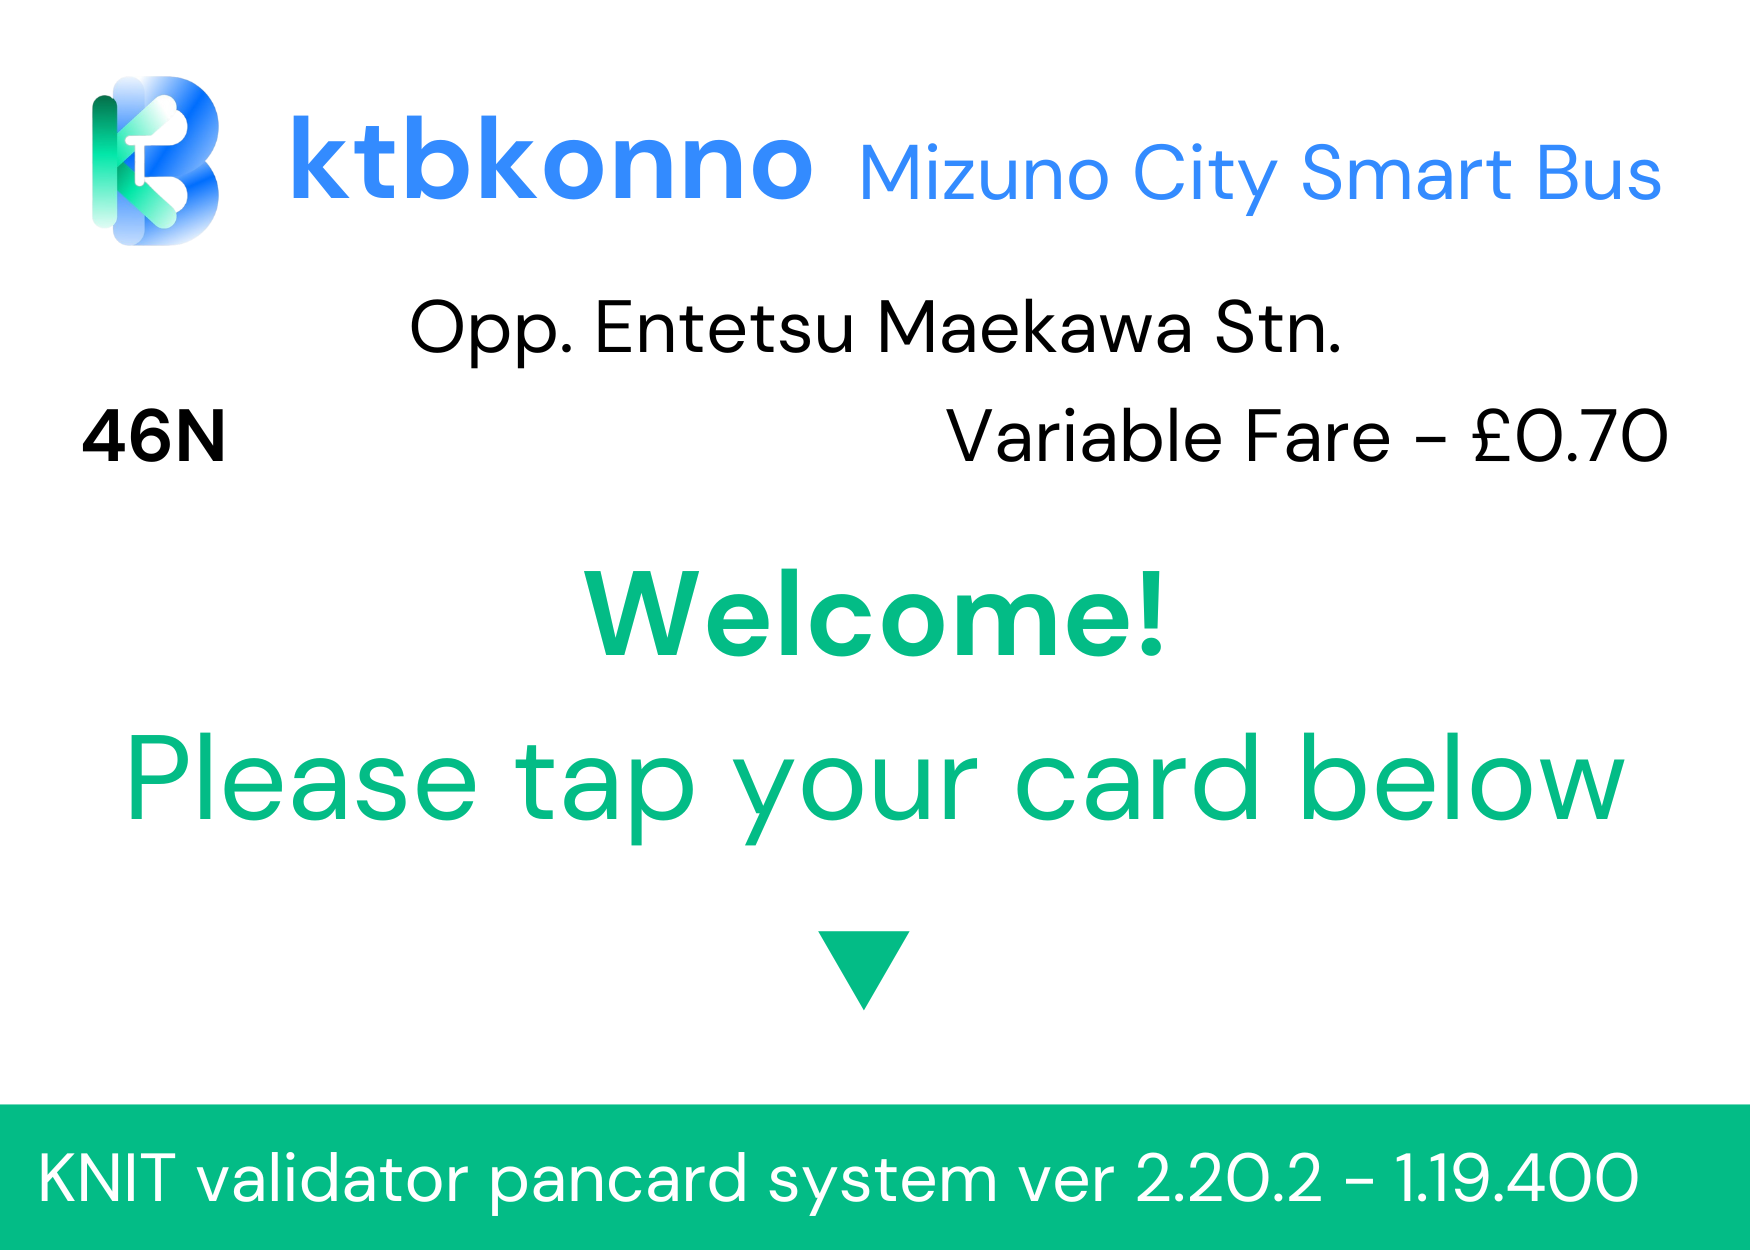 ktbkonno Mizuno City Smart Bus
Opp. Entetsu Maekawa Stn.
46N Variable Fare - £0.70
Welcome!
Please tap your card below
KNIT validator pancard system ver 2.20.2 - 1.19.400